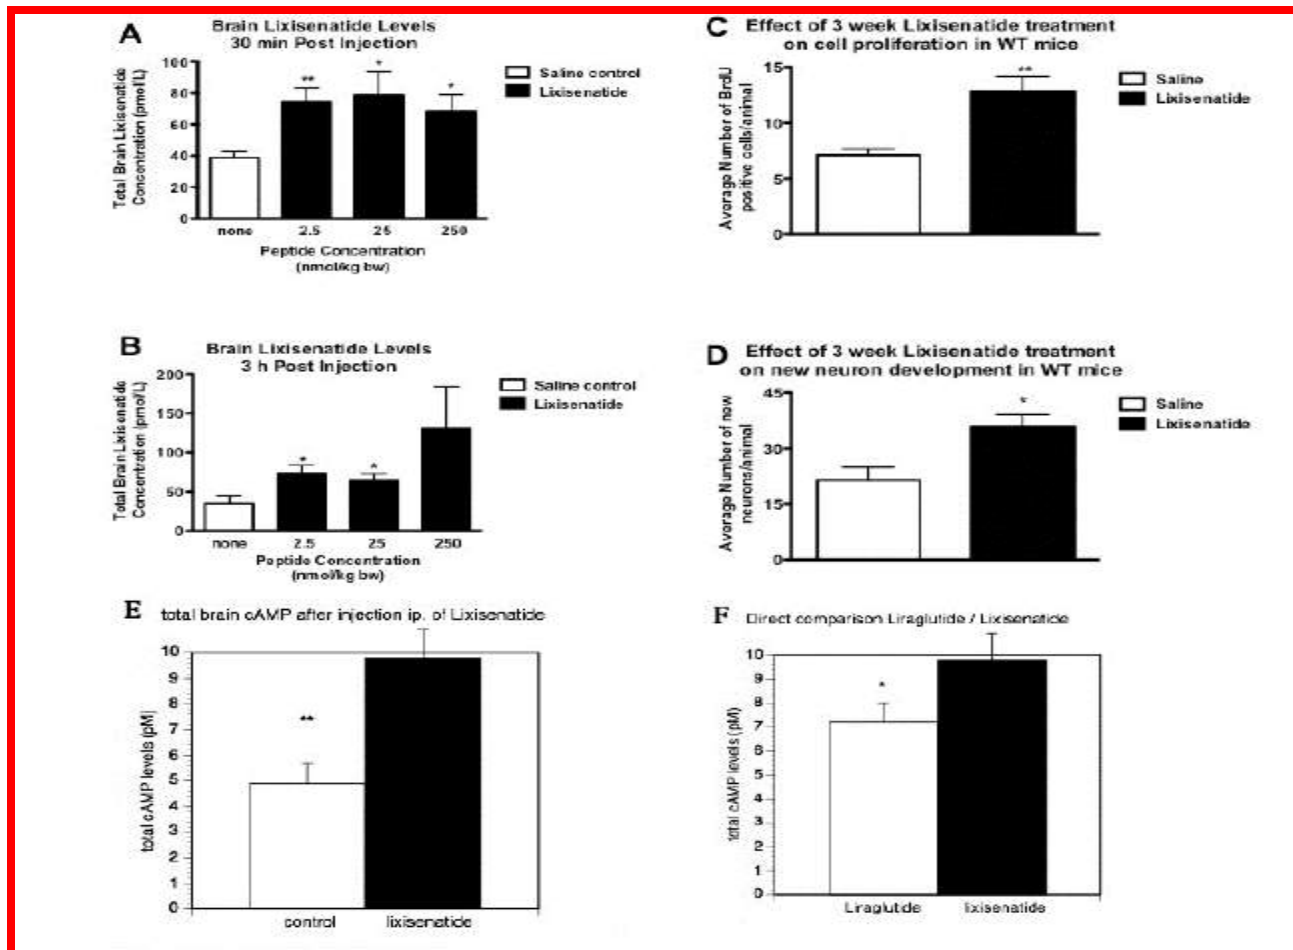 A Brain Lixisenatide Levels
30 min Post Injection
Total Brain Lixisenatide
Concentration (pmol/L)
100
80
60
40
20
0
**
*
*
none 2.5 25 250
Peptide Concentration
(nmol/kg bw)
Saline control
Lixisenatide
C Effect of 3 week Lixisenatide treatment
on cell proliferation in WT mice
Average Number of BrdU
positive cells/animal
15
10
5
0
**
Saline
Lixisenatide
B Brain Lixisenatide Levels
3 h Post Injection
Total Brain Lixisenatide
Concentration (pmol/L)
200
150
100
50
0
*
*
none 2.5 25 250
Peptide Concentration
(nmol/kg bw)
Saline control
Lixisenatide
D Effect of 3 week Lixisenatide treatment
on new neuron development in WT mice
Average Number of new
neurons/animal
45
30
15
0
*
Saline
Lixisenatide
E total brain cAMP after injection ip. of Lixisenatide
total cAMP levels (pM)
10
9
8
7
6
5
4
3
2
1
0
**
control lixisenatide
F Direct comparison Liraglutide / Lixisenatide
total cAMP levels (pM)
10
9
8
7
6
5
4
3
2
1
0
*
Liraglutide lixisenatide